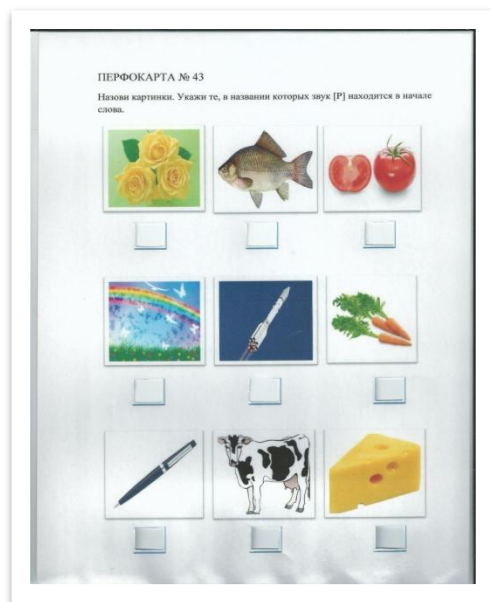 ПЕРФОКАРТА № 43
Назови картинки. Укажи те, в названии которых звук [Р] находится в начале
слова.